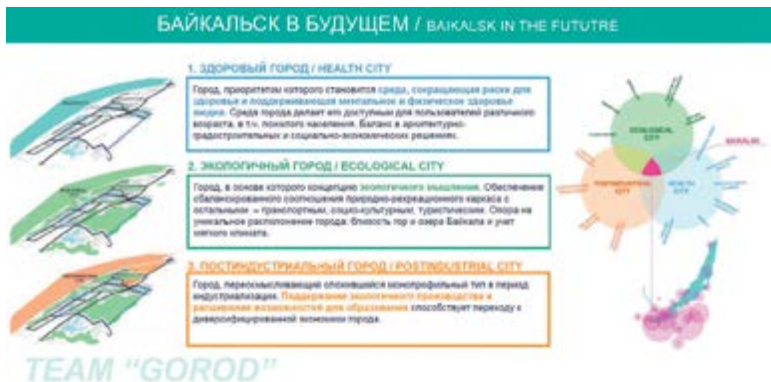 БАЙКАЛЬСК В БУДУЩЕМ / BAIKALSK IN THE FUTUTRE
1. ЗДОРОВЫЙ ГОРОД / HEALTH CITY
Город, приоритетом которого становится среда, сокращающая риски для
здоровья и поддерживающая ментальное и физическое здоровье
людей. Среда города делает его доступным для пользователей различного
возраста, в т.ч. пожилого населения. Баланс в архитектурно-
градостроительных и социально-экономических решениях.
2. ЭКОЛОГИЧНЫЙ ГОРОД / ECOLOGICAL CITY
Город, в основе которого концепцию экологичного мышления. Обеспечение
сбалансированного соотношения природно-рекреационного каркаса с
остальными – транспортным, социо-культурным, туристическим. Опора на
уникальное расположение города: близость гор и озера Байкала и учет
мягкого климата.
3. ПОСТИНДУСТРИАЛЬНЫЙ ГОРОД / POSTINDUSTRIAL CITY
Город, переосмысливающий сложившийся монопрофильный тип в период
индустриализации. Поддержание экологичного производства и
расширение возможностей для образования способствует переходу к
диверсифицированной экономики города.
ECOLOGICAL
CITY
BAIKALSK
POSTINDUSTRIAL
CITY
HEALTH
CITY
TEAM "GOROD"